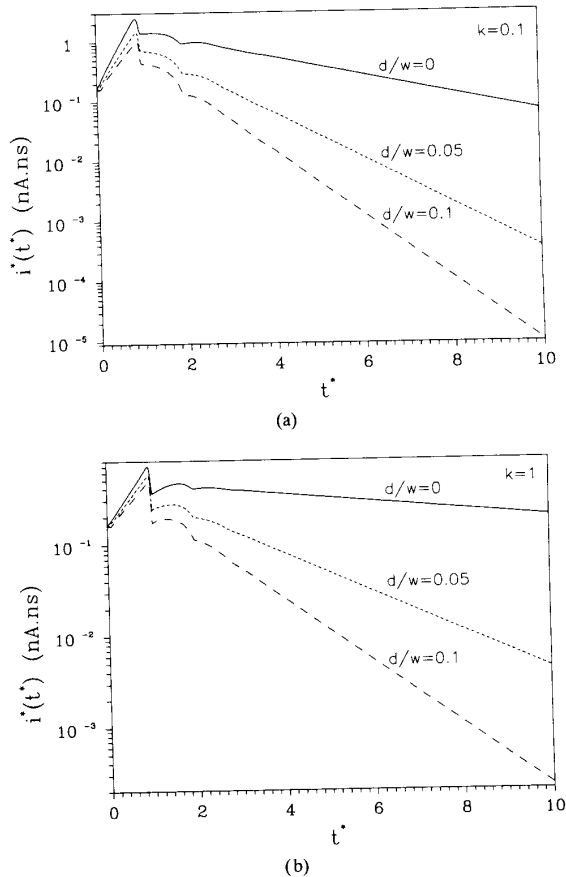 k=0.1
1
10⁻¹
10⁻²
10⁻³
10⁻⁴
10⁻⁵
i*(t*) (nA.ns)
d/w=0
d/w=0.05
d/w=0.1
0 2 4 6 8 10
t*
(a)
k=1
10⁻¹
10⁻²
10⁻³
i*(t*) (nA.ns)
d/w=0
d/w=0.05
d/w=0.1
0 2 4 6 8 10
t*
(b)